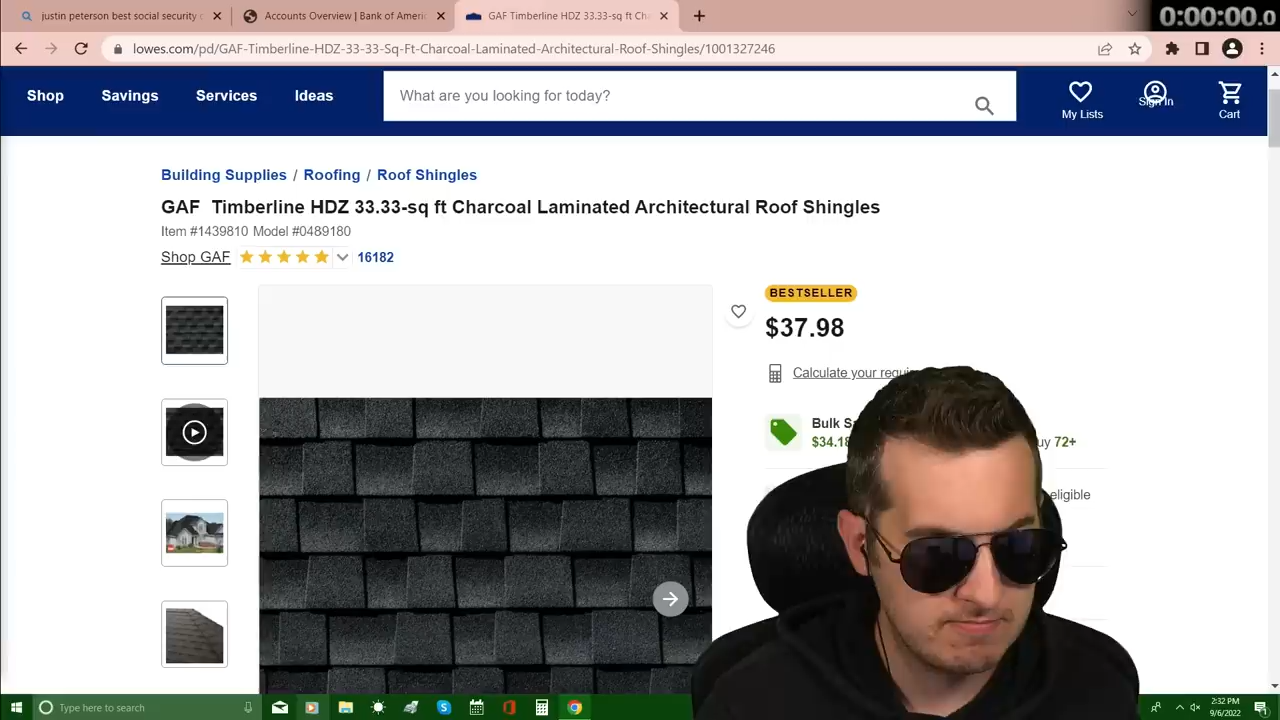 justin peterson best social security c
Accounts Overview | Bank ofAmeri
GAF Timberline HDZ 33.33-sq ft Ch
0:00:00.0
lowes.com/pd/GAF-Timberline-HDZ-33-33-Sq-Ft-Charcoal-Laminated-Architectural-Roof-Shingles/1001327246
Shop Savings Services Ideas
What are you looking for today?
My Lists
Sign In
Cart
Building Supplies / Roofing / Roof Shingles
GAF Timberline HDZ 33.33-sq ft Charcoal Laminated Architectural Roof Shingles
Item #1439810 Model #0489180
Shop GAF 16182
BESTSELLER
$37.98
Calculate your requi
Bulk S
$34.18 uy 72+
eligible
Type here to search
2:32 PM
9/6/2022